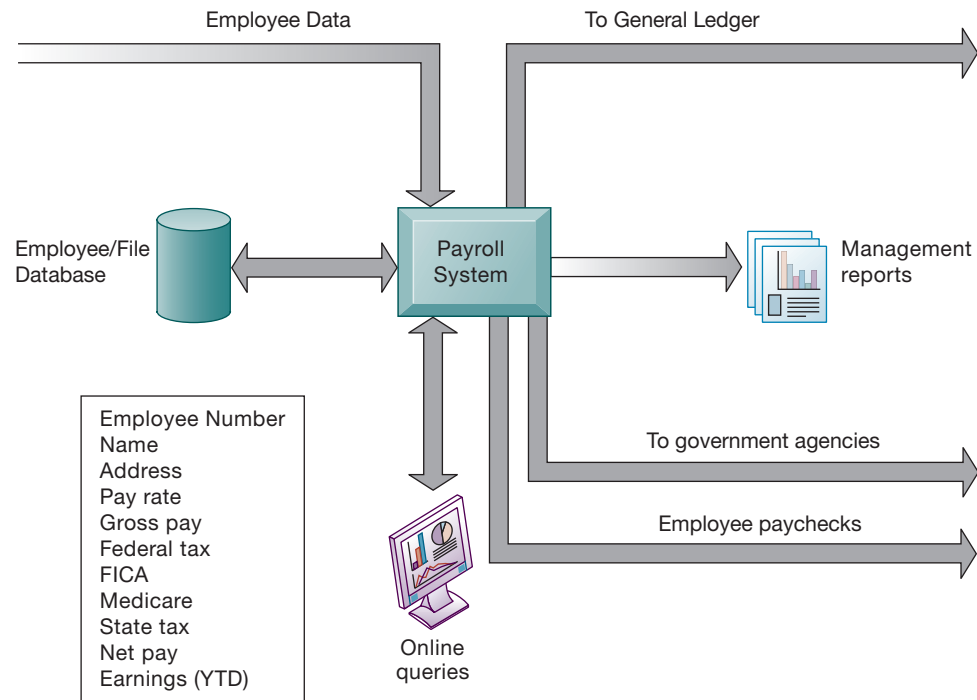 Employee Data
To General Ledger
Employee/File
Database
Payroll
System
Management
reports
Employee Number
Name
Address
Pay rate
Gross pay
Federal tax
FICA
Medicare
State tax
Net pay
Earnings (YTD)
To government agencies
Employee paychecks
Online
queries